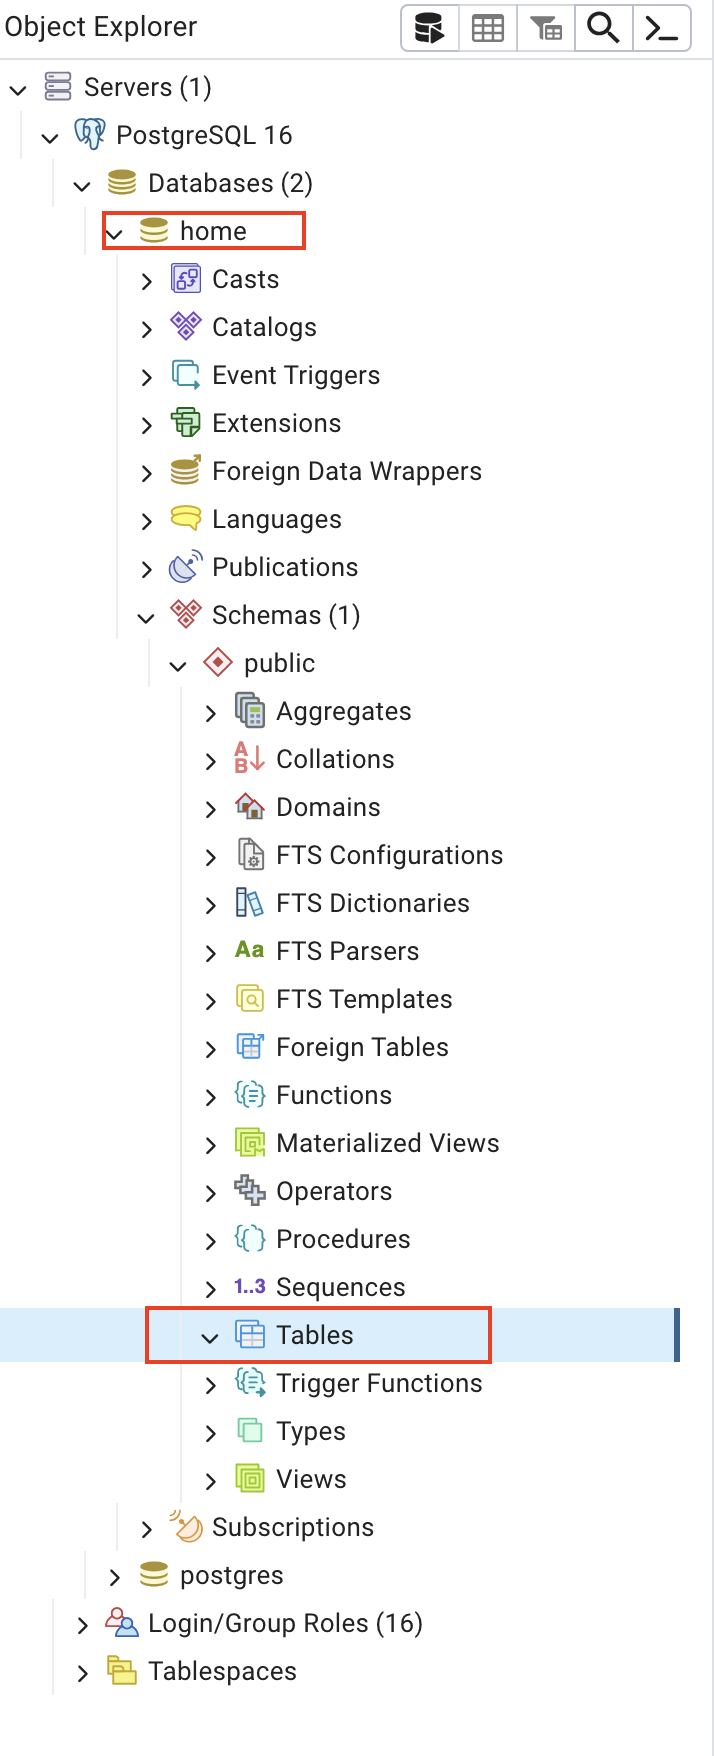 Object Explorer
Servers (1)
PostgreSQL 16
Databases (2)
home
Casts
Catalogs
Event Triggers
Extensions
Foreign Data Wrappers
Languages
Publications
Schemas (1)
public
Aggregates
A
B
Collations
Domains
FTS Configurations
FTS Dictionaries
Aa FTS Parsers
FTS Templates
Foreign Tables
Functions
Materialized Views
Operators
Procedures
1..3 Sequences
Tables
Trigger Functions
Types
Views
Subscriptions
postgres
Login/Group Roles (16)
Tablespaces